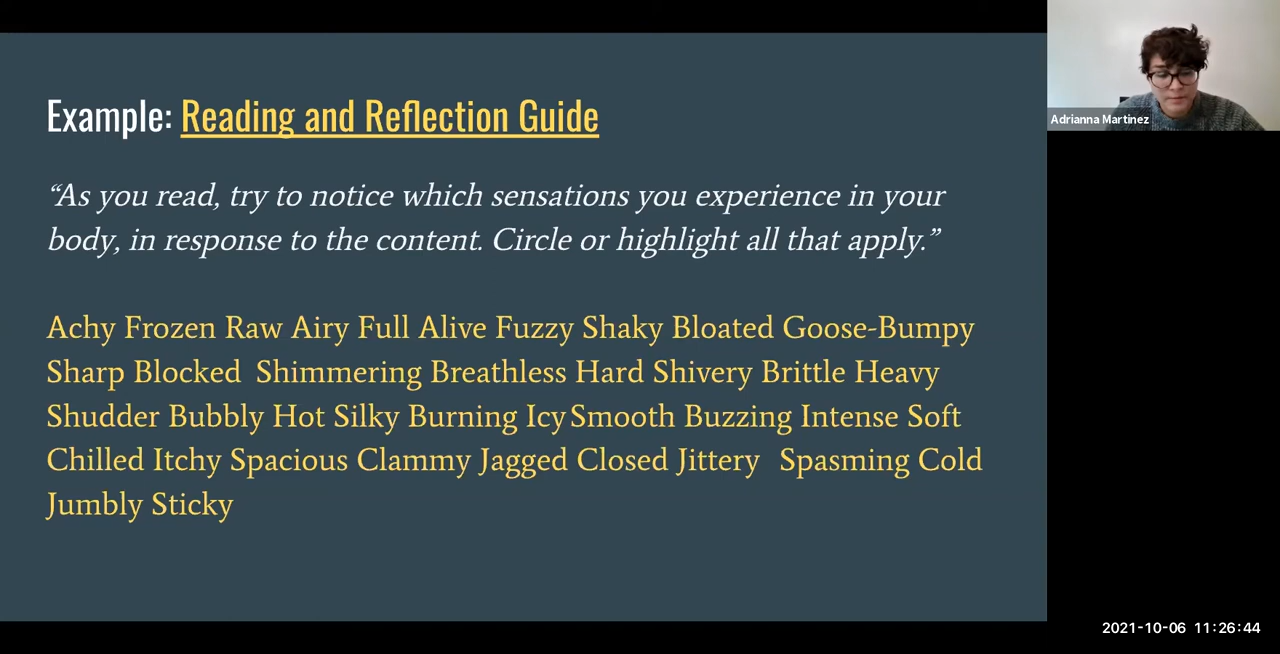 Example: Reading and Reflection Guide
“As you read, try to notice which sensations you experience in your
body, in response to the content. Circle or highlight all that apply.”
Achy Frozen Raw Airy Full Alive Fuzzy Shaky Bloated Goose-Bumpy
Sharp Blocked Shimmering Breathless Hard Shivery Brittle Heavy
Shudder Bubbly Hot Silky Burning Icy Smooth Buzzing Intense Soft
Chilled Itchy Spacious Clammy Jagged Closed Jittery Spasming Cold
Jumbly Sticky
Adrianna Martinez
2021-10-06 11:26:44